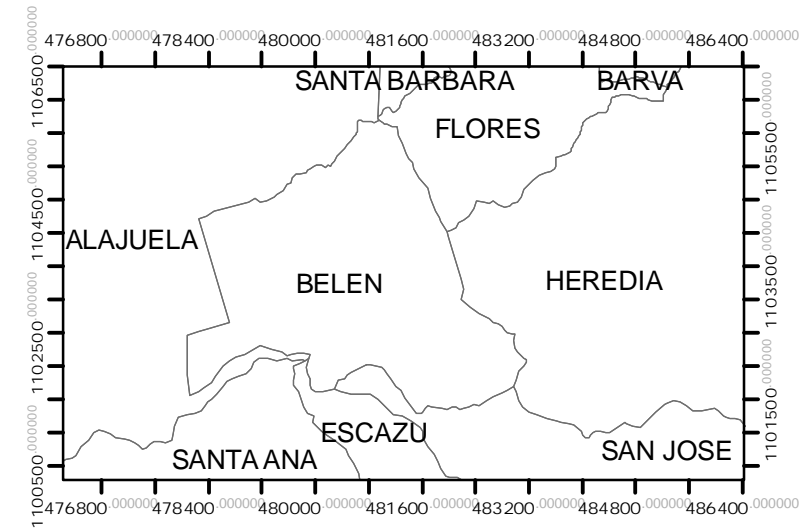 476800.000000 478400.000000 480000.000000 481600.000000 483200.000000 484800.000000 486400.000000
1106500.000000
1105500.000000
1104500.000000
1103500.000000
1102500.000000
1101500.000000
1100500.000000
SANTA BARBARA
BARVA
FLORES
ALAJUELA
BELEN
HEREDIA
ESCAZU
SANTA ANA
SAN JOSE
476800.000000 478400.000000 480000.000000 481600.000000 483200.000000 484800.000000 486400.000000